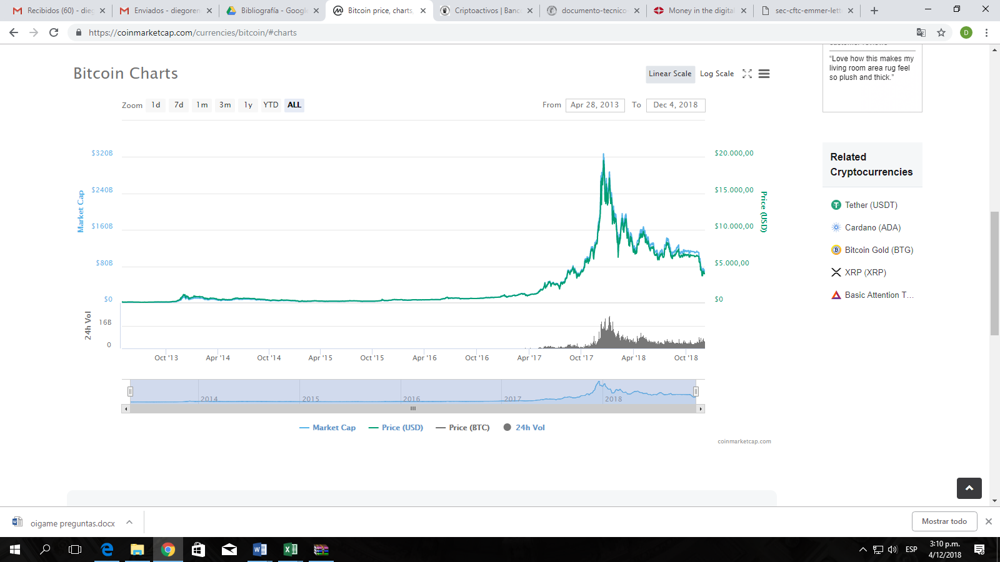 Recibidos (60) - dieg
Enviados - diegoren
Bibliografía - Google
Bitcoin price, charts,
Criptoactivos | Banc
documento-tecnico-
Money in the digital
sec-cftc-emmer-lett
https://coinmarketcap.com/currencies/bitcoin/#charts
D
“Love how this makes my
living room area rug feel
so plush and thick.”
Bitcoin Charts
Linear Scale
Log Scale
Zoom 1d 7d 1m 3m 1y YTD ALL
From Apr 28, 2013 To Dec 4, 2018
$320B
$240B
$160B
$80B
$0
Market Cap
$20.000,00
$15.000,00
$10.000,00
$5.000,00
$0
Price (USD)
24h Vol
16B
0
Oct '13 Apr '14 Oct '14 Apr '15 Oct '15 Apr '16 Oct '16 Apr '17 Oct '17 Apr '18 Oct '18
2014 2015 2016 2017 2018
Market Cap Price (USD) Price (BTC) 24h Vol
coinmarketcap.com
Related
Cryptocurrencies
Tether (USDT)
Cardano (ADA)
Bitcoin Gold (BTG)
XRP (XRP)
Basic Attention T...
oigame preguntas.docx
Mostrar todo
ESP
3:10 p.m.
4/12/2018